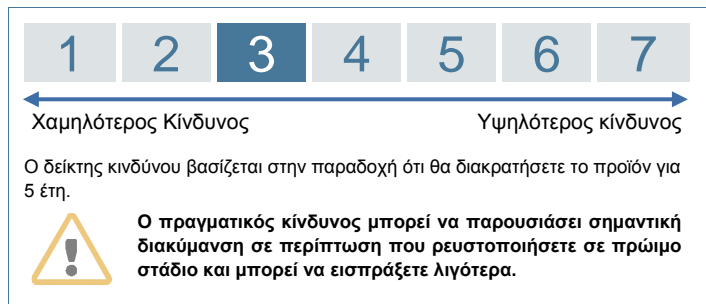 1 2 3 4 5 6 7
Χαμηλότερος Κίνδυνος Υψηλότερος κίνδυνος
Ο δείκτης κινδύνου βασίζεται στην παραδοχή ότι θα διακρατήσετε το προϊόν για
5 έτη.
Ο πραγματικός κίνδυνος μπορεί να παρουσιάσει σημαντική
διακύμανση σε περίπτωση που ρευστοποιήσετε σε πρώιμο
στάδιο και μπορεί να εισπράξετε λιγότερα.